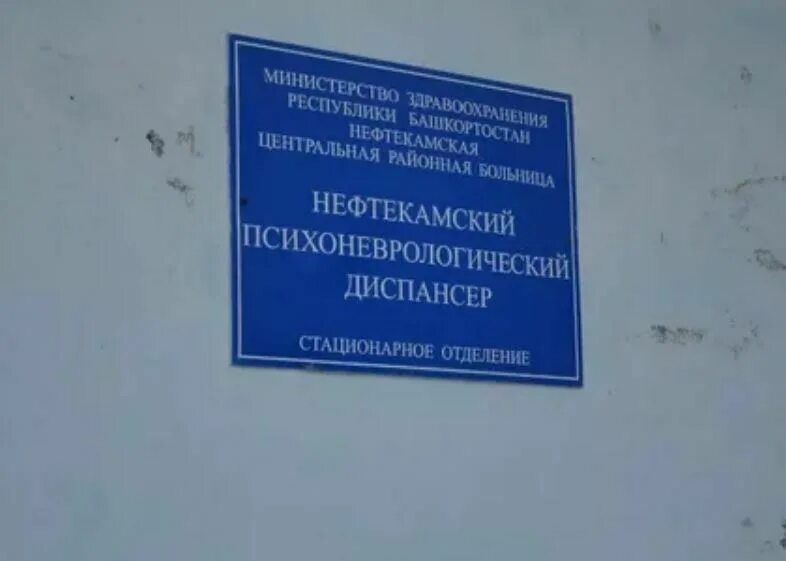 МИНИСТЕРСТВО ЗДРАВООХРАНЕНИЯ
РЕСПУБЛИКИ БАШКОРТОСТАН
НЕФТЕКАМСКАЯ
ЦЕНТРАЛЬНАЯ РАЙОННАЯ БОЛЬНИЦА
НЕФТЕКАМСКИЙ
ПСИХОНЕВРОЛОГИЧЕСКИЙ
ДИСПАНСЕР
СТАЦИОНАРНОЕ ОТДЕЛЕНИЕ